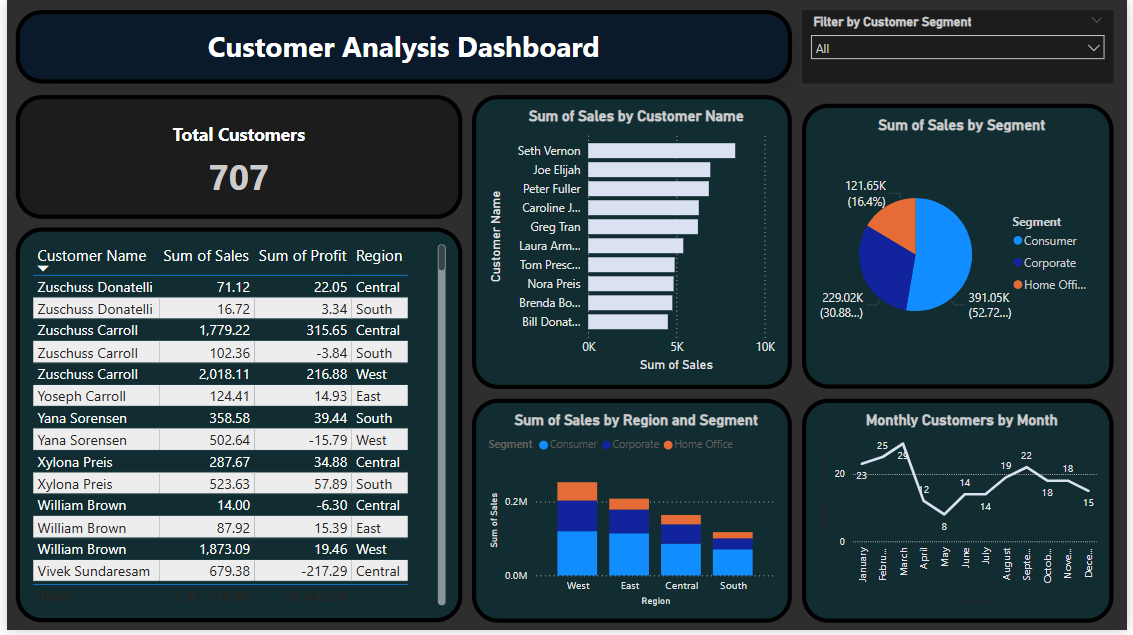 Customer Analysis Dashboard
Filter by Customer Segment
All
Total Customers
707
Customer Name Sum of Sales Sum of Profit Region
Zuschuss Donatelli 71.12 22.05 Central
Zuschuss Donatelli 16.72 3.34 South
Zuschuss Carroll 1,779.22 315.65 Central
Zuschuss Carroll 102.36 -3.84 South
Zuschuss Carroll 2,018.11 216.88 West
Yoseph Carroll 124.41 14.93 East
Yana Sorensen 358.58 39.44 South
Yana Sorensen 502.64 -15.79 West
Xylona Preis 287.67 34.88 Central
Xylona Preis 523.63 57.89 South
William Brown 14.00 -6.30 Central
William Brown 87.92 15.39 East
William Brown 1,873.09 19.46 West
Vivek Sundaresam 679.38 -217.29 Central
Total
Sum of Sales by Customer Name
Customer Name
Seth Vernon
Joe Elijah
Peter Fuller
Caroline J...
Greg Tran
Laura Arm...
Tom Presc...
Nora Preis
Brenda Bo...
Bill Donat...
0K 5K 10K
Sum of Sales
Sum of Sales by Segment
121.65K
(16.4%)
229.02K
(30.88...)
391.05K
(52.72...)
Segment
Consumer
Corporate
Home Offi...
Sum of Sales by Region and Segment
Segment Consumer Corporate Home Office
Sum of Sales
0.2M
0.0M
West East Central South
Region
Monthly Customers by Month
20
0
23 25 29 12 8 14 14 19 22 18 18 15
January Febru... March April May June July August Septe... Octob... Nove... Dece...